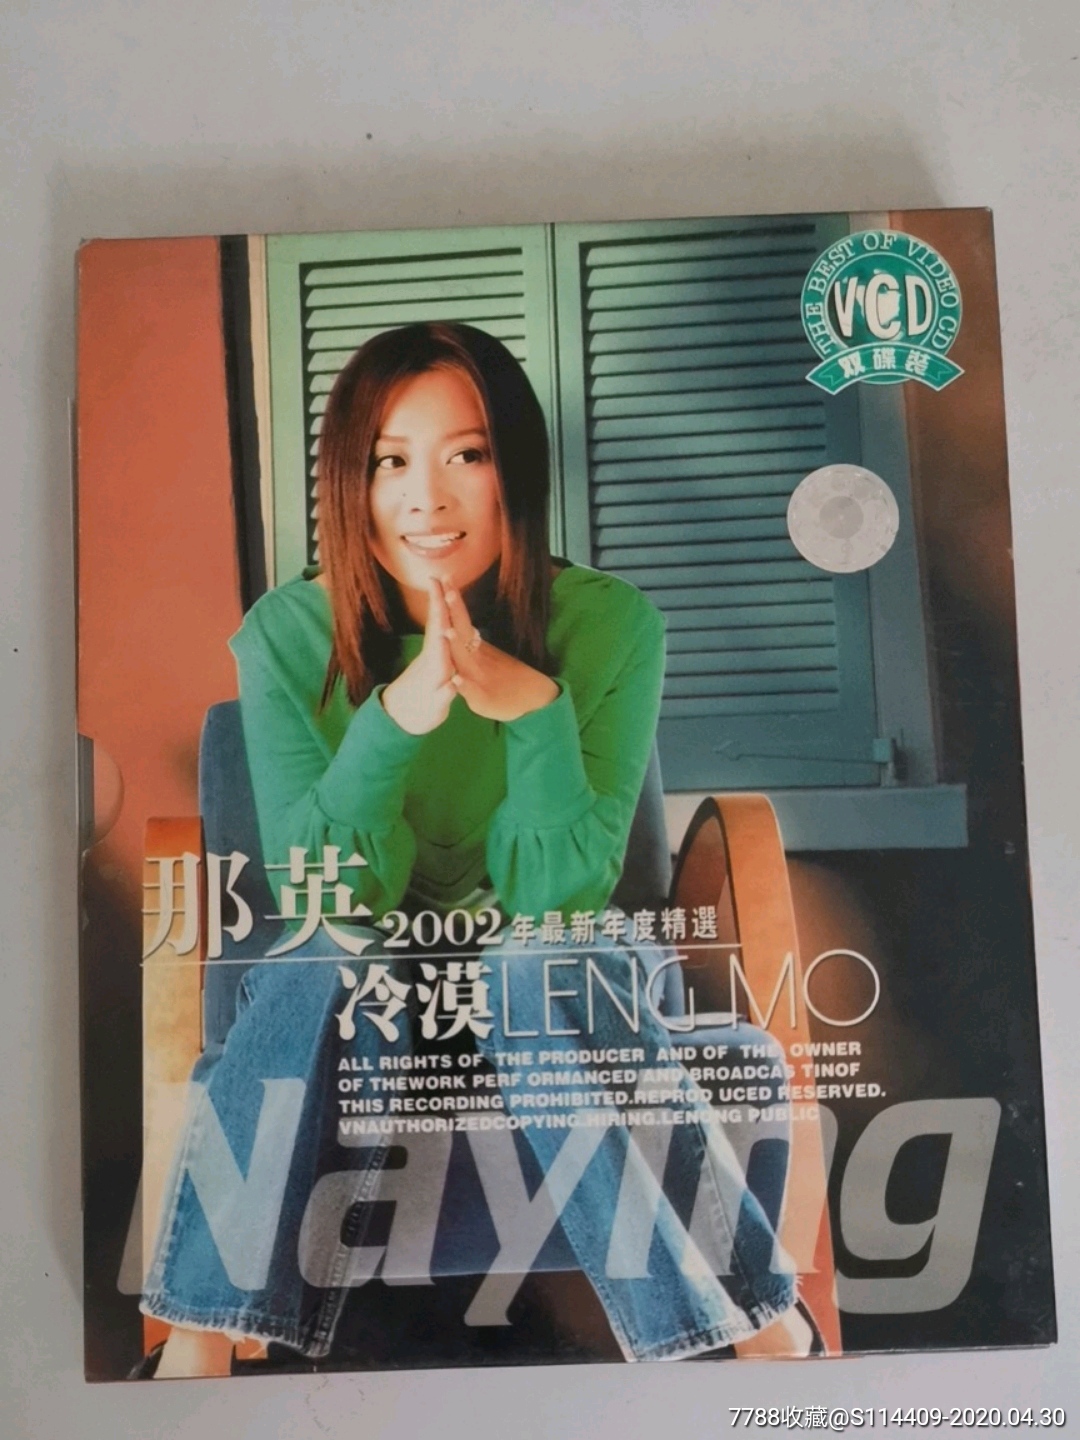 THE BEST OF VIDEO CD
VCD
双碟装
那英
2002年最新年度精選
冷漠LENG MO
ALL RIGHTS OF THE PRODUCER AND OF THE OWNER
OF THEWORK PERF ORMANCED AND BROADCAS TINOF
THIS RECORDING PROHIBITED.REPROD UCED RESERVED.
VNAUTHORIZEDCOPYING.HIRING.LENDNG PUBLIC
Naying
7788收藏@S114409-2020.04.30